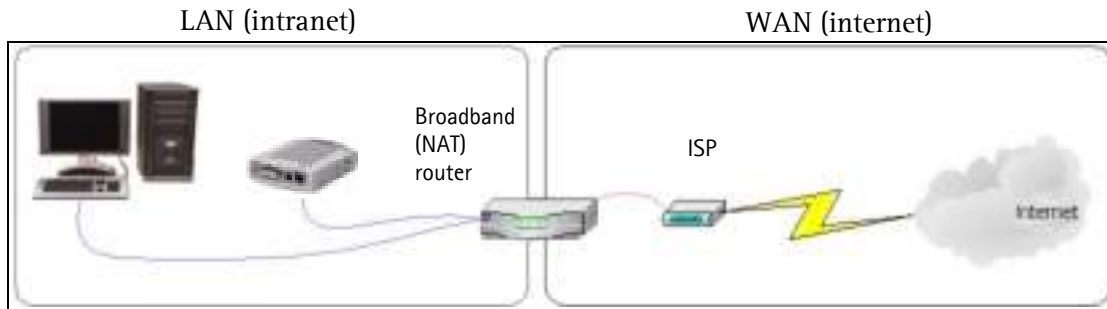 LAN (intranet)
WAN (internet)
Broadband
(NAT)
router
ISP
Internet